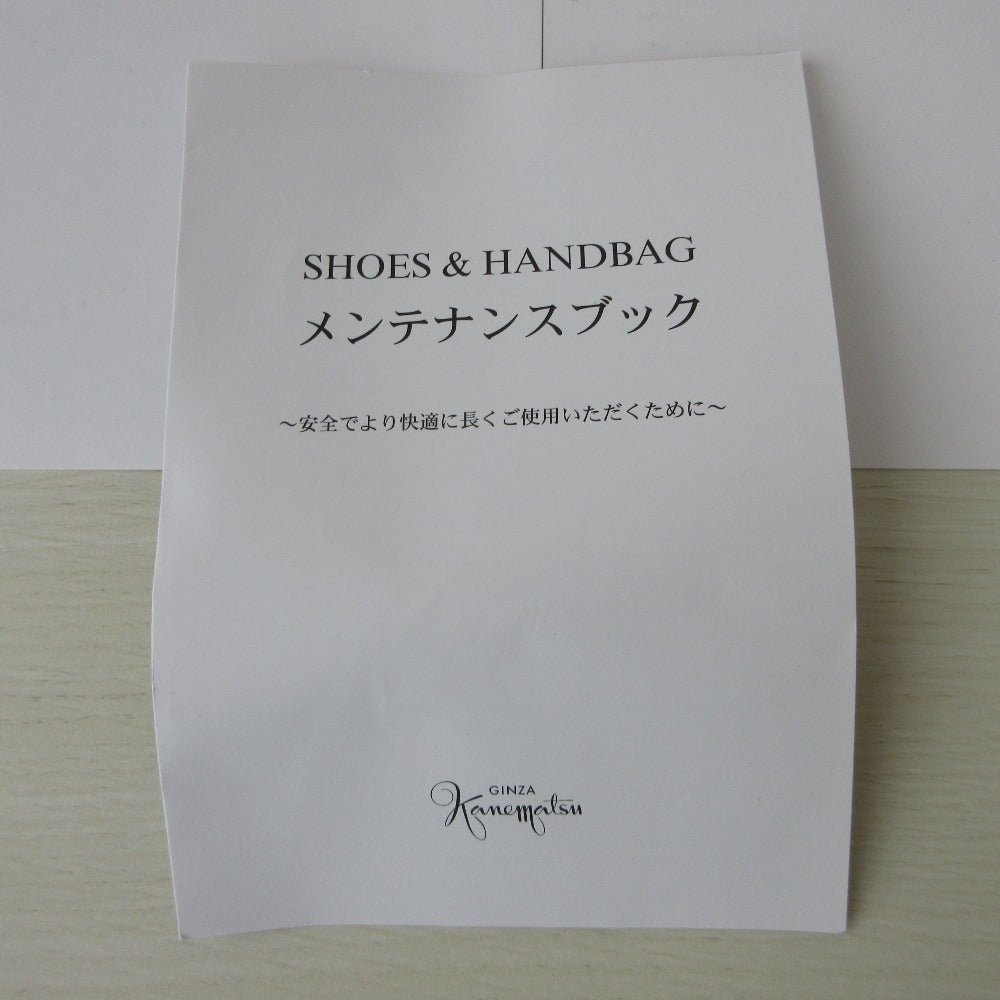 SHOES & HANDBAG
メンテナンスブック
～安全でより快適に長くご使用いただくために～
GINZA
Kanematsu